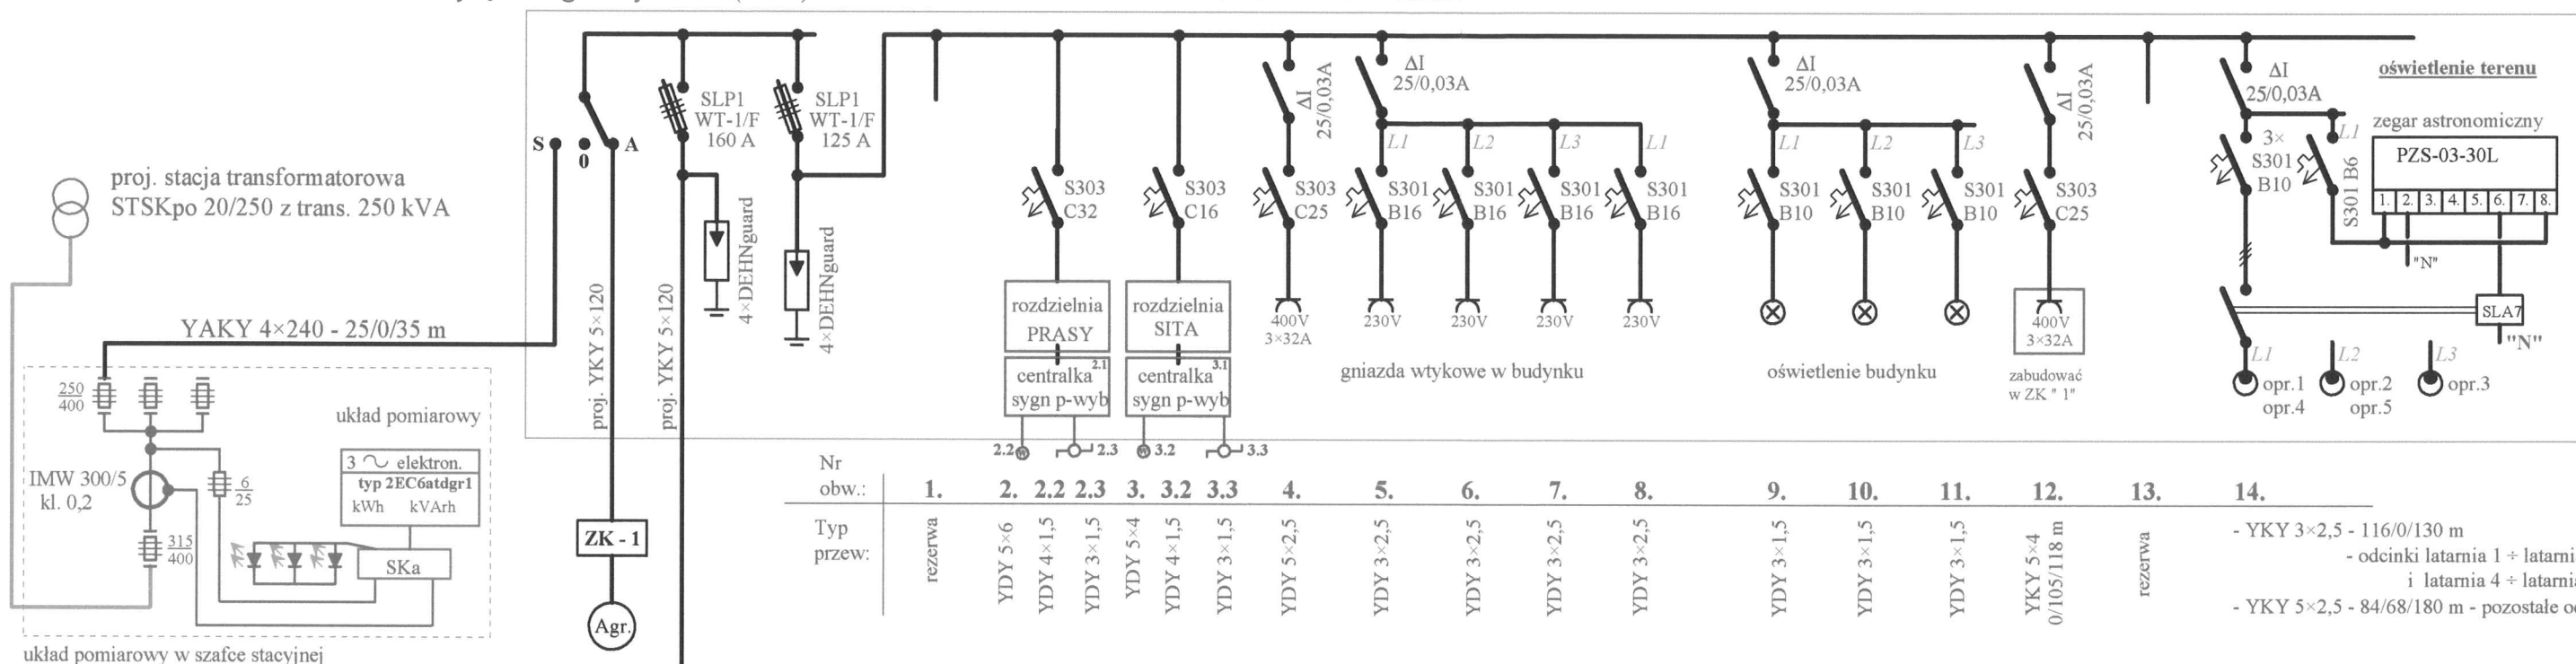 proj. stacja transformatorowa
STSKpo 20/250 z trans. 250 kVA
YAKY 4×240 - 25/0/35 m
250
400
układ pomiarowy
IMW 300/5
kl. 0,2
6
25
315
400
3 elektron.
typ 2EC6atdgr1
kWh kVArh
SKa
układ pomiarowy w szafce stacyjnej
S
0
A
proj. YKY 5×120
ZK - 1
Agr.
proj. YKY 5×120
SLP1
WT-1/F
160 A
4×DEHNguard
SLP1
WT-1/F
125 A
4×DEHNguard
S303
C32
rozdzielnia
PRASY
centralka 2.1
sygn p-wyb
2.2
2.3
S303
C16
rozdzielnia
SITA
centralka 3.1
sygn p-wyb
3.2
3.3
ΔI
25/0,03A
S303
C25
400V
3×32A
ΔI
25/0,03A
L1
L2
L3
L1
S301
B16
S301
B16
S301
B16
S301
B16
230V
230V
230V
230V
gniazda wtykowe w budynku
ΔI
25/0,03A
L1
L2
L3
S301
B10
S301
B10
S301
B10
oświetlenie budynku
ΔI
25/0,03A
S303
C25
400V
3×32A
zabudować
w ZK " 1"
ΔI
25/0,03A
3×
S301
B10
L1
S301 B6
oświetlenie terenu
zegar astronomiczny
PZS-03-30L
1. 2. 3. 4. 5. 6. 7. 8.
"N"
SLA7
"N"
L1
L2
L3
opr.1
opr.4
opr.2
opr.5
opr.3
Nr
obw.: 1. 2. 2.2 2.3 3. 3.2 3.3 4. 5. 6. 7. 8. 9. 10. 11. 12. 13. 14.
Typ
przew:
rezerwa
YDY 5×6
YDY 4×1,5
YDY 3×1,5
YDY 5×4
YDY 4×1,5
YDY 3×1,5
YDY 5×2,5
YDY 3×2,5
YDY 3×2,5
YDY 3×2,5
YDY 3×2,5
YDY 3×1,5
YDY 3×1,5
YDY 3×1,5
YKY 5×4
0/105/118 m
rezerwa
- YKY 3×2,5 - 116/0/130 m
- odcinki latarnia 1 ÷ latarni
i latarnia 4 ÷ latarnia
- YKY 5×2,5 - 84/68/180 m - pozostałe o